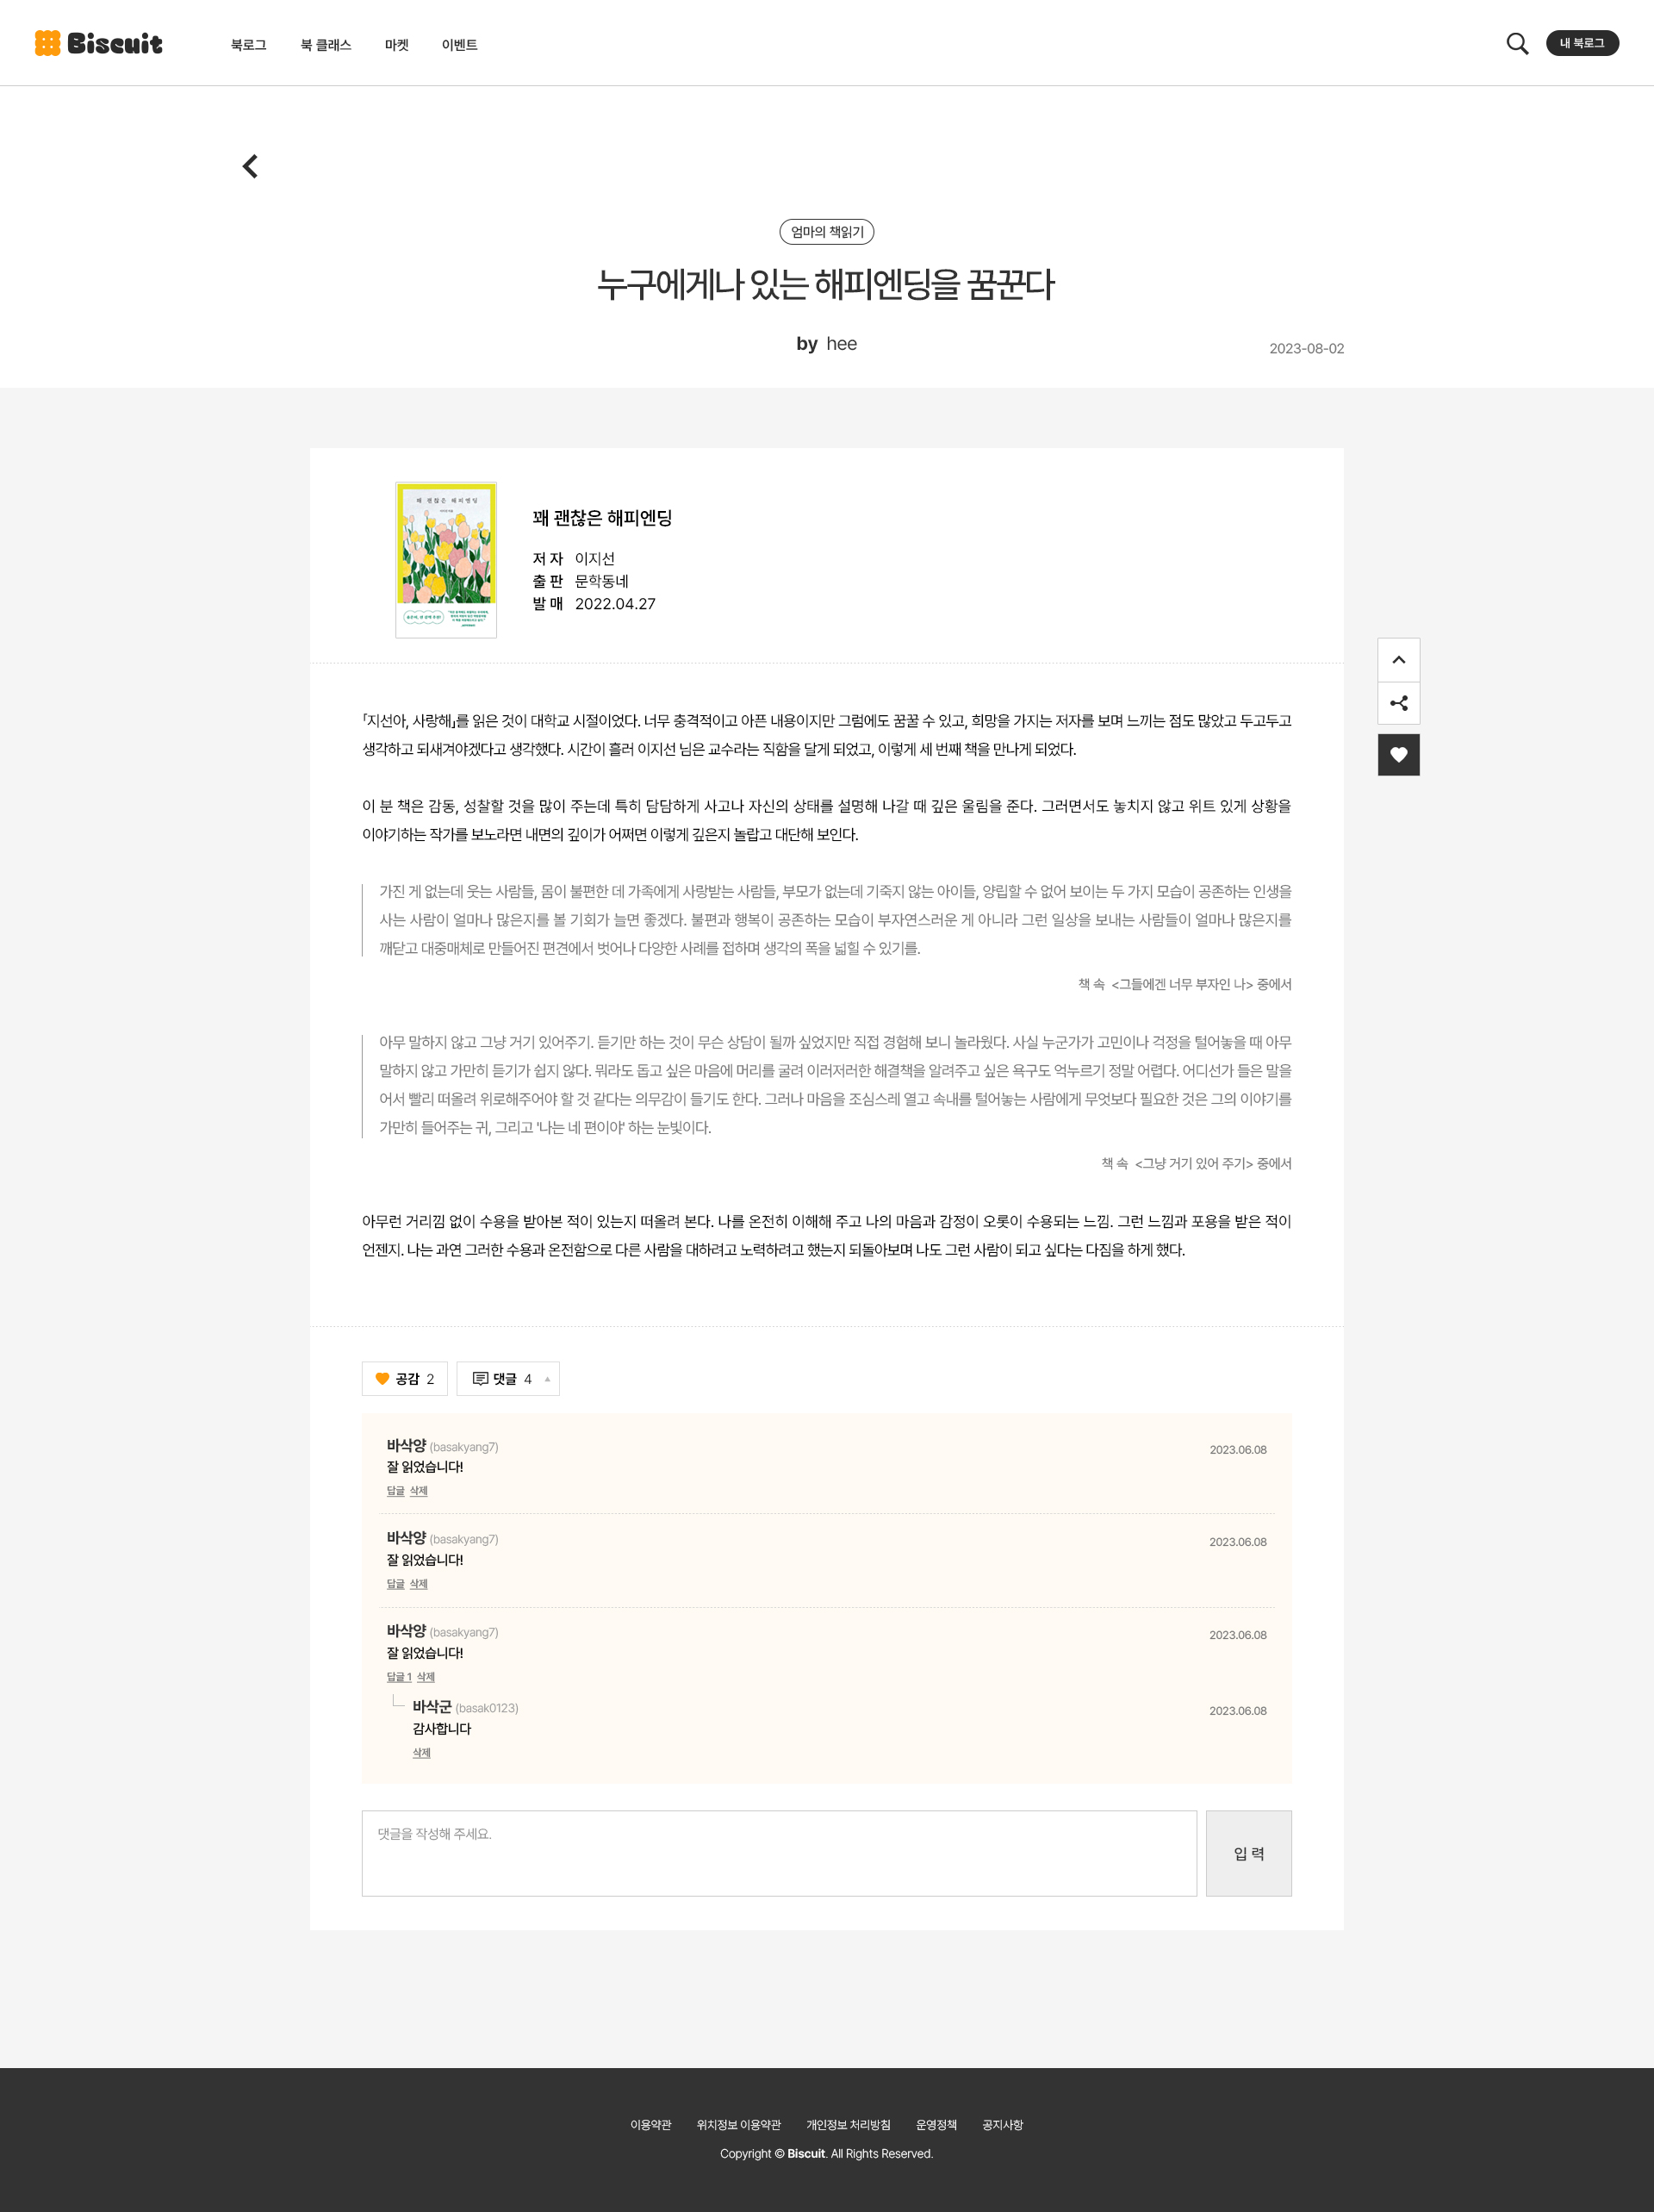 Biscuit
북로그 북 클래스 마켓 이벤트
내 북로그
엄마의 책읽기
누구에게나 있는 해피엔딩을 꿈꾼다
by hee
2023-08-02
꽤 괜찮은 해피엔딩
꽤 괜찮은 해피엔딩
저 자 이지선
출 판 문학동네
발 매 2022.04.27
「지선아, 사랑해」를 읽은 것이 대학교 시절이었다. 너무 충격적이고 아픈 내용이지만 그럼에도 꿈꿀 수 있고, 희망을 가지는 저자를 보며 느끼는 점도 많았고 두고두고
생각하고 되새겨야겠다고 생각했다. 시간이 흘러 이지선 님은 교수라는 직함을 달게 되었고, 이렇게 세 번째 책을 만나게 되었다.
이 분 책은 감동, 성찰할 것을 많이 주는데 특히 담담하게 사고나 자신의 상태를 설명해 나갈 때 깊은 울림을 준다. 그러면서도 놓치지 않고 위트 있게 상황을
이야기하는 작가를 보노라면 내면의 깊이가 어쩌면 이렇게 깊은지 놀랍고 대단해 보인다.
가진 게 없는데 웃는 사람들, 몸이 불편한 데 가족에게 사랑받는 사람들, 부모가 없는데 기죽지 않는 아이들, 양립할 수 없어 보이는 두 가지 모습이 공존하는 인생을
사는 사람이 얼마나 많은지를 볼 기회가 늘면 좋겠다. 불편과 행복이 공존하는 모습이 부자연스러운 게 아니라 그런 일상을 보내는 사람들이 얼마나 많은지를
깨닫고 대중매체로 만들어진 편견에서 벗어나 다양한 사례를 접하며 생각의 폭을 넓힐 수 있기를.
책 속 <그들에겐 너무 부자인 나> 중에서
아무 말하지 않고 그냥 거기 있어주기. 듣기만 하는 것이 무슨 상담이 될까 싶었지만 직접 경험해 보니 놀라웠다. 사실 누군가가 고민이나 걱정을 털어놓을 때 아무
말하지 않고 가만히 듣기가 쉽지 않다. 뭐라도 돕고 싶은 마음에 머리를 굴려 이러저러한 해결책을 알려주고 싶은 욕구도 억누르기 정말 어렵다. 어디선가 들은 말을
어서 빨리 떠올려 위로해주어야 할 것 같다는 의무감이 들기도 한다. 그러나 마음을 조심스레 열고 속내를 털어놓는 사람에게 무엇보다 필요한 것은 그의 이야기를
가만히 들어주는 귀, 그리고 '나는 네 편이야' 하는 눈빛이다.
책 속 <그냥 거기 있어 주기> 중에서
아무런 거리낌 없이 수용을 받아본 적이 있는지 떠올려 본다. 나를 온전히 이해해 주고 나의 마음과 감정이 오롯이 수용되는 느낌. 그런 느낌과 포용을 받은 적이
언젠지. 나는 과연 그러한 수용과 온전함으로 다른 사람을 대하려고 노력하려고 했는지 되돌아보며 나도 그런 사람이 되고 싶다는 다짐을 하게 했다.
공감 2 댓글 4
바삭양 (basakyang7) 2023.06.08
잘 읽었습니다!
답글 삭제
바삭양 (basakyang7) 2023.06.08
잘 읽었습니다!
답글 삭제
바삭양 (basakyang7) 2023.06.08
잘 읽었습니다!
답글 1 삭제
바삭군 (basak0123) 2023.06.08
감사합니다
삭제
댓글을 작성해 주세요.
입 력
이용약관 위치정보 이용약관 개인정보 처리방침 운영정책 공지사항
Copyright © Biscuit. All Rights Reserved.